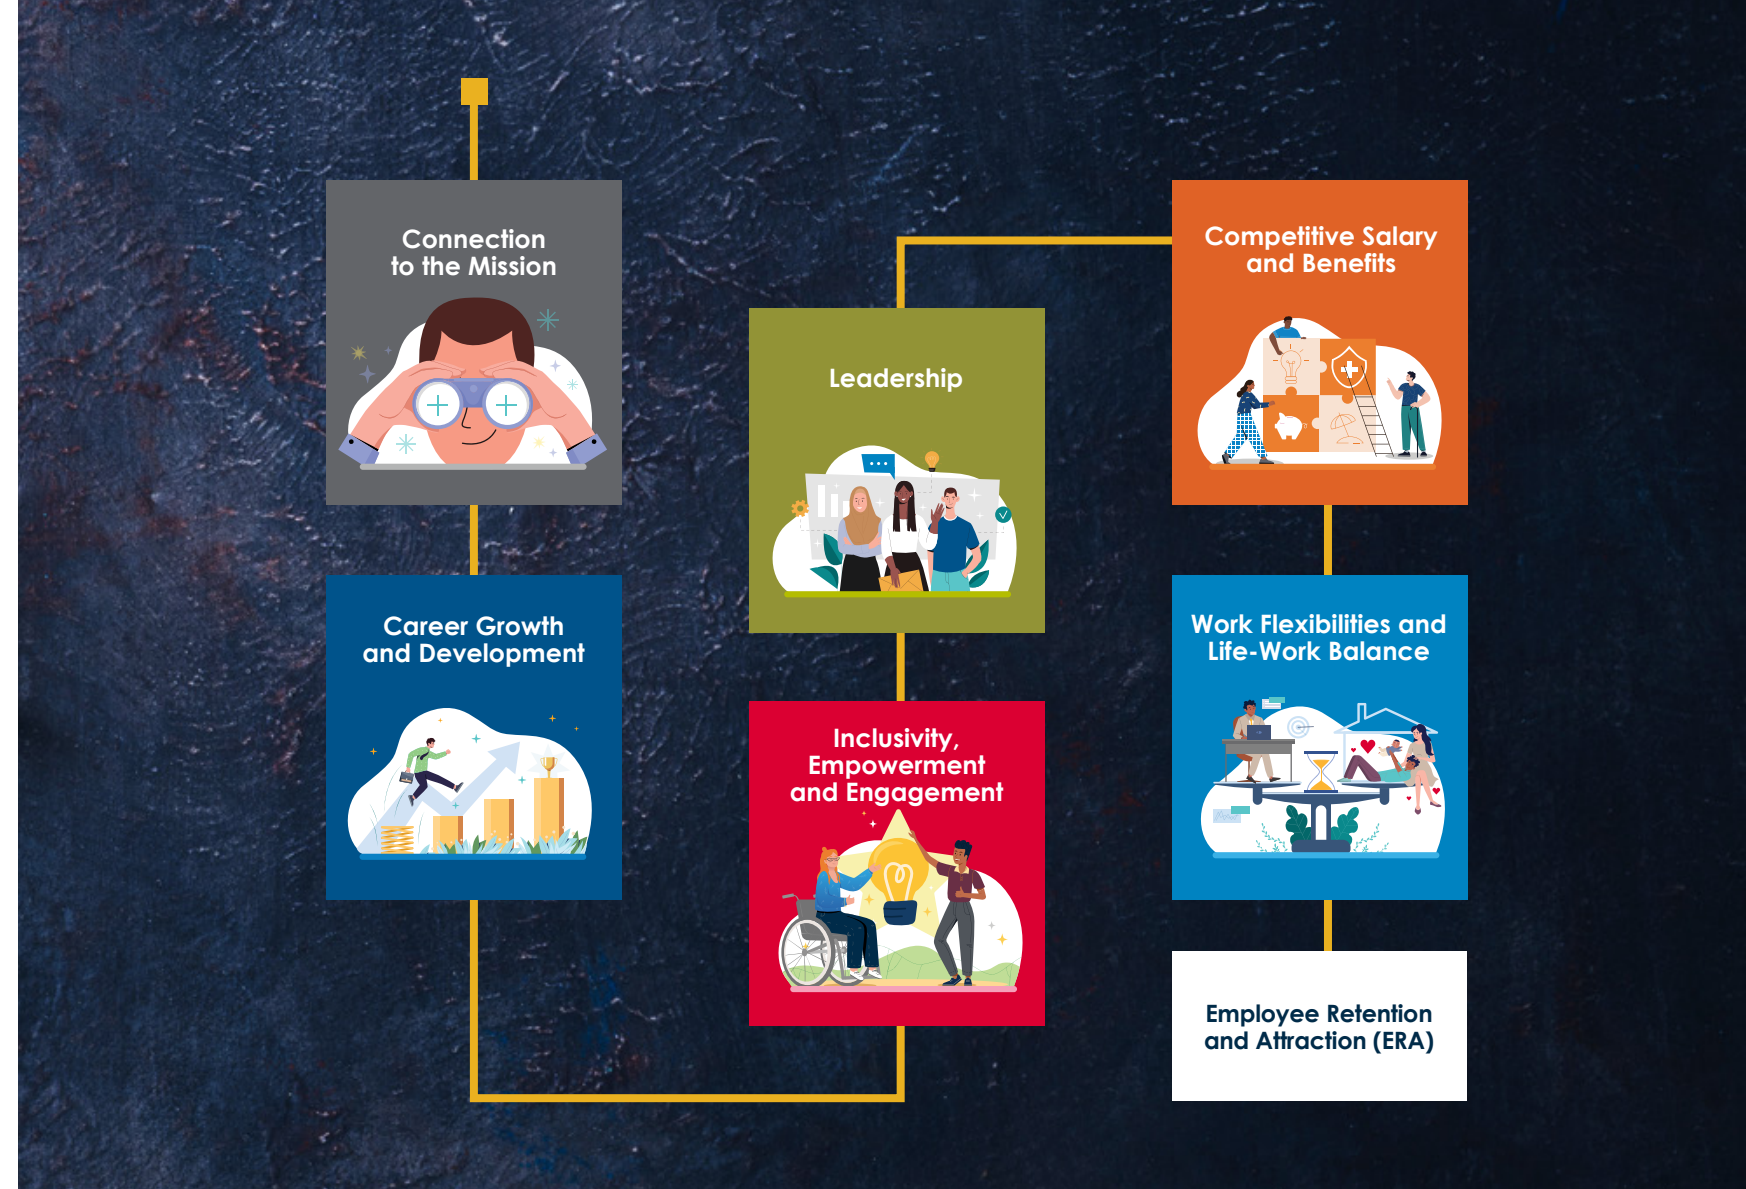 Connection
to the Mission
Career Growth
and Development
Inclusivity,
Empowerment
and Engagement
Leadership
Competitive Salary
and Benefits
Work Flexibilities and
Life-Work Balance
Employee Retention
and Attraction (ERA)